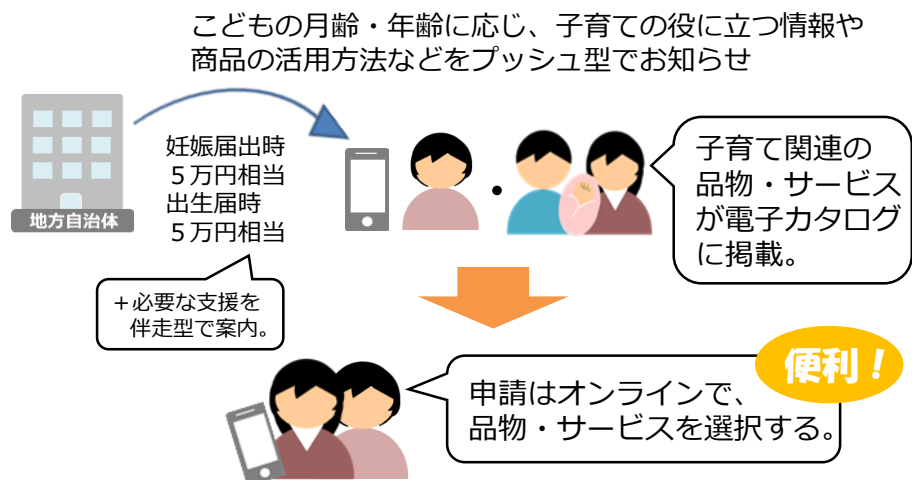 こどもの月齢・年齢に応じ、子育ての役に立つ情報や
商品の活用方法などをプッシュ型でお知らせ
地方自治体
妊娠届出時
５万円相当
出生届時
５万円相当
＋必要な支援を
伴走型で案内。
子育て関連の
品物・サービス
が電子カタログ
に掲載。
便利！
申請はオンラインで、
品物・サービスを選択する。